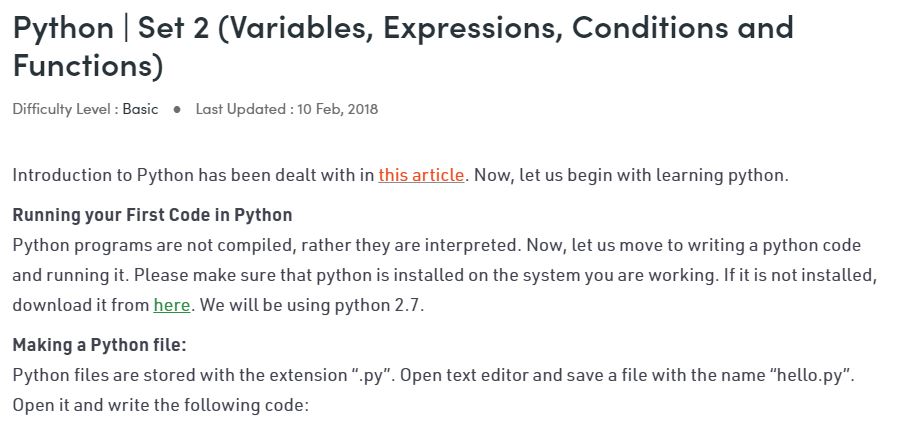 Python | Set 2 (Variables, Expressions, Conditions and
Functions)
Difficulty Level : Basic ● Last Updated : 10 Feb, 2018
Introduction to Python has been dealt with in this article. Now, let us begin with learning python.
Running your First Code in Python
Python programs are not compiled, rather they are interpreted. Now, let us move to writing a python code
and running it. Please make sure that python is installed on the system you are working. If it is not installed,
download it from here. We will be using python 2.7.
Making a Python file:
Python files are stored with the extension “.py”. Open text editor and save a file with the name “hello.py”.
Open it and write the following code: